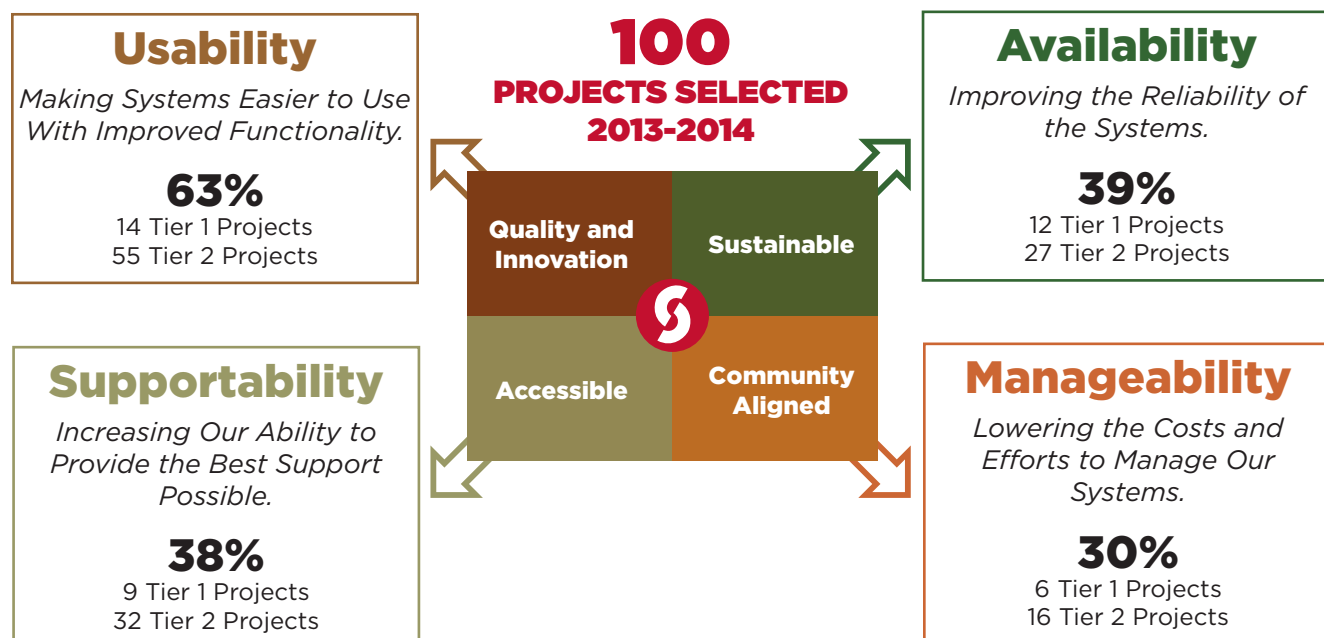 Usability
Making Systems Easier to Use
With Improved Functionality.
63%
14 Tier 1 Projects
55 Tier 2 Projects
100
PROJECTS SELECTED
2013-2014
Availability
Improving the Reliability of
the Systems.
39%
12 Tier 1 Projects
27 Tier 2 Projects
Quality and
Innovation
Sustainable
Accessible
Community
Aligned
Supportability
Increasing Our Ability to
Provide the Best Support
Possible.
38%
9 Tier 1 Projects
32 Tier 2 Projects
Manageability
Lowering the Costs and
Efforts to Manage Our
Systems.
30%
6 Tier 1 Projects
16 Tier 2 Projects